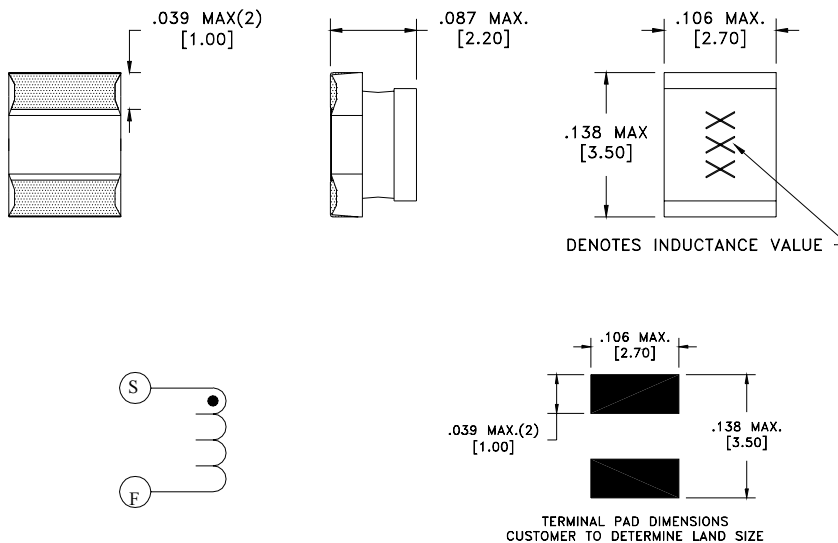 .039 MAX(2)
[1.00]
.087 MAX.
[2.20]
.106 MAX.
[2.70]
.138 MAX
[3.50]
XXX
DENOTES INDUCTANCE VALUE
S
F
.106 MAX.
[2.70]
.039 MAX.(2)
[1.00]
.138 MAX.
[3.50]
TERMINAL PAD DIMENSIONS
CUSTOMER TO DETERMINE LAND SIZE